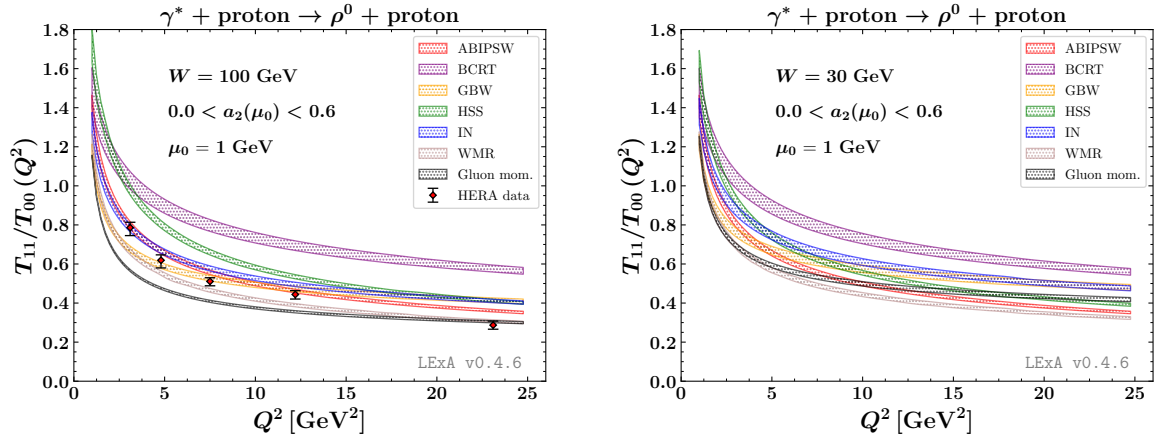 γ* + proton → ρ⁰ + proton
T₁₁/T₀₀ (Q²)
1.8
1.6
1.4
1.2
1.0
0.8
0.6
0.4
0.2
0.0
W = 100 GeV
0.0 < a₂(μ₀) < 0.6
μ₀ = 1 GeV
ABIPSW
BCRT
GBW
HSS
IN
WMR
Gluon mom.
HERA data
LExA v0.4.6
0 5 10 15 20 25
Q² [GeV²]
γ* + proton → ρ⁰ + proton
T₁₁/T₀₀ (Q²)
1.8
1.6
1.4
1.2
1.0
0.8
0.6
0.4
0.2
0.0
W = 30 GeV
0.0 < a₂(μ₀) < 0.6
μ₀ = 1 GeV
ABIPSW
BCRT
GBW
HSS
IN
WMR
Gluon mom.
LExA v0.4.6
0 5 10 15 20 25
Q² [GeV²]